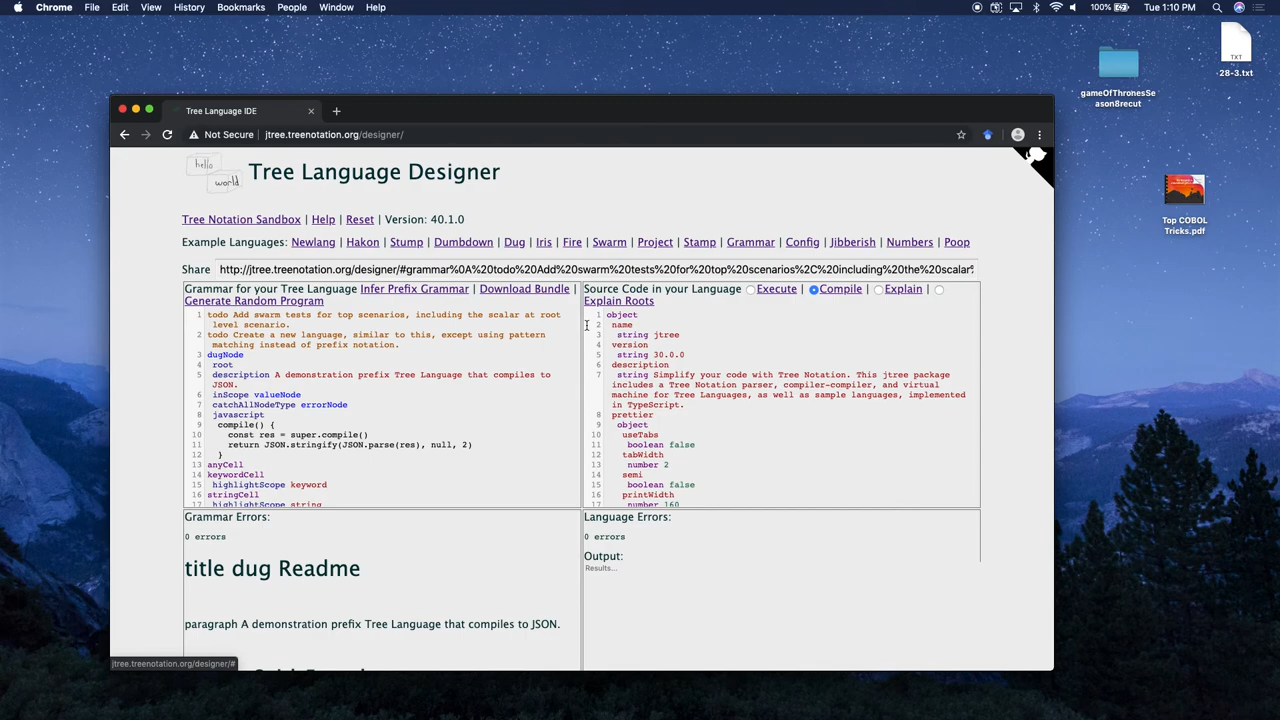 Chrome File Edit View History Bookmarks People Window Help 100% Tue 1:10 PM
TXT
28-3.txt
gameOfThronesSe
ason8recut
Top COBOL
Tricks.pdf
Tree Language IDE
Not Secure | jtree.treenotation.org/designer/
hello
world
Tree Language Designer
Tree Notation Sandbox | Help | Reset | Version: 40.1.0
Example Languages: Newlang | Hakon | Stump | Dumbdown | Dug | Iris | Fire | Swarm | Project | Stamp | Grammar | Config | Jibberish | Numbers | Poop
Share http://jtree.treenotation.org/designer/#grammar%0A%20todo%20Add%20swarm%20tests%20for%20top%20scenarios%2C%20including%20the%20scalar%
Grammar for your Tree Language Infer Prefix Grammar | Download Bundle |
Generate Random Program
1 todo Add swarm tests for top scenarios, including the scalar at root
level scenario.
2 todo Create a new language, similar to this, except using pattern
matching instead of prefix notation.
3 dugNode
4 root
5 description A demonstration prefix Tree Language that compiles to
JSON.
6 inScope valueNode
7 catchAllNodeType errorNode
8 javascript
9 compile() {
10 const res = super.compile()
11 return JSON.stringify(JSON.parse(res), null, 2)
12 }
13 anyCell
14 keywordCell
15 highlightScope keyword
16 stringCell
17 highlightScope string
Source Code in your Language Execute | Compile | Explain |
Explain Roots
1 object
2 name
3 string jtree
4 version
5 string 30.0.0
6 description
7 string Simplify your code with Tree Notation. This jtree package
includes a Tree Notation parser, compiler-compiler, and virtual
machine for Tree Languages, as well as sample languages, implemented
in TypeScript.
8 prettier
9 object
10 useTabs
11 boolean false
12 tabWidth
13 number 2
14 semi
15 boolean false
16 printWidth
17 number 160
Grammar Errors:
0 errors
title dug Readme
paragraph A demonstration prefix Tree Language that compiles to JSON.
Language Errors:
0 errors
Output:
Results...
jtree.treenotation.org/designer/#